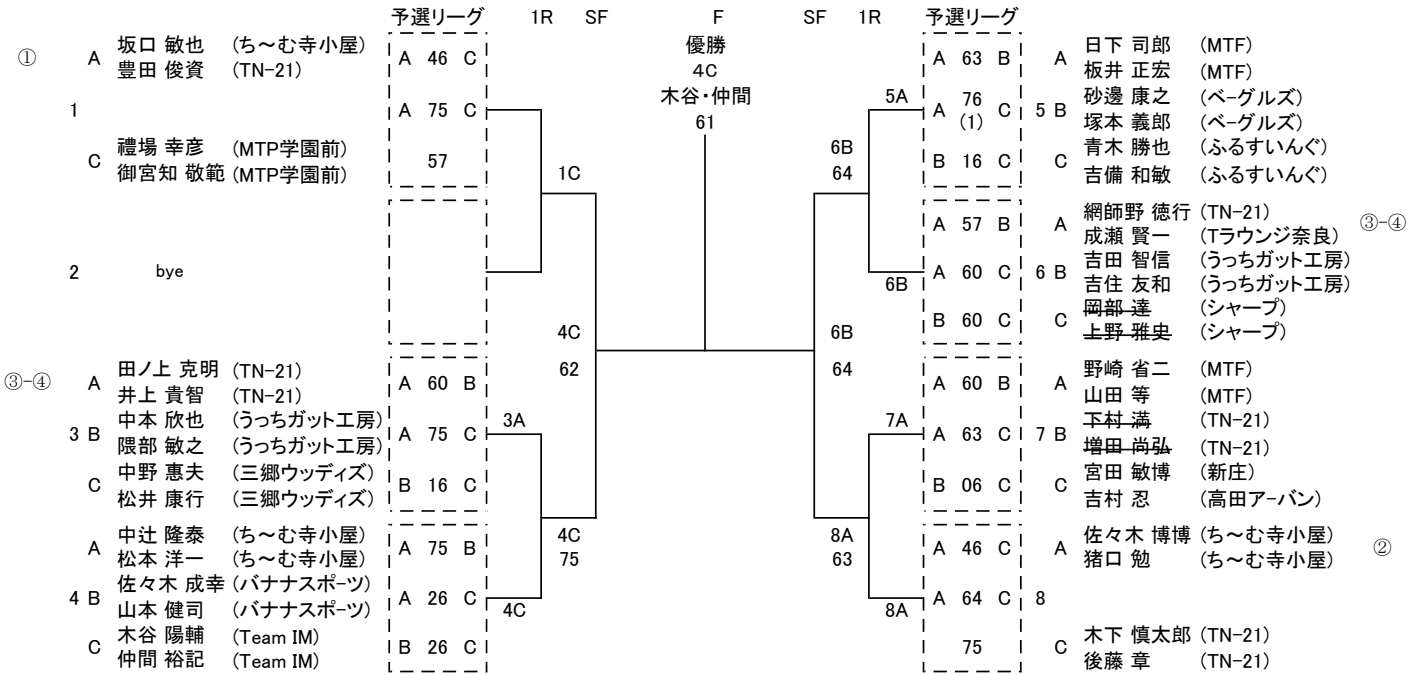 予選リーグ 1R SF F SF 1R 予選リーグ
優勝
4C
木谷・仲間
61
① A 坂口 敏也 (ち～む寺小屋)
豊田 俊資 (TN-21)
A 46 C
1
A 75 C
C 禮場 幸彦 (MTP学園前)
御宮知 敬範 (MTP学園前)
57
1C
2 bye
4C
62
③-④ A 田ノ上 克明 (TN-21)
井上 貴智 (TN-21)
A 60 B
3 B 中本 欣也 (うっちガット工房)
隈部 敏之 (うっちガット工房)
A 75 C
3A
C 中野 惠夫 (三郷ウッディズ)
松井 康行 (三郷ウッディズ)
B 16 C
A 中辻 隆泰 (ち～む寺小屋)
松本 洋一 (ち～む寺小屋)
A 75 B
4C
75
4 B 佐々木 成幸 (バナナスポーツ)
山本 健司 (バナナスポーツ)
A 26 C
4C
C 木谷 陽輔 (Team IM)
仲間 裕記 (Team IM)
B 26 C
A 63 B
A 日下 司郎 (MTF)
板井 正宏 (MTF)
5A
A 76 (1) C
5 B 砂邊 康之 (ベーグルズ)
塚本 義郎 (ベーグルズ)
6B
64
B 16 C
C 青木 勝也 (ふるすいんぐ)
吉備 和敏 (ふるすいんぐ)
A 57 B
A 網師野 徳行 (TN-21)
成瀬 賢一 (Tラウンジ奈良)
③-④
6B
A 60 C
6 B 吉田 智信 (うっちガット工房)
吉住 友和 (うっちガット工房)
B 60 C
C 岡部 達 (シャープ)
上野 雅史 (シャープ)
6B
64
A 60 B
A 野崎 省二 (MTF)
山田 等 (MTF)
7A
A 63 C
7 B 下村 満 (TN-21)
増田 尚弘 (TN-21)
B 06 C
C 宮田 敏博 (新庄)
吉村 忍 (高田アーバン)
8A
63
A 46 C
A 佐々木 博博 (ち～む寺小屋)
猪口 勉 (ち～む寺小屋)
②
8A
A 64 C
8
75
C 木下 慎太郎 (TN-21)
後藤 章 (TN-21)